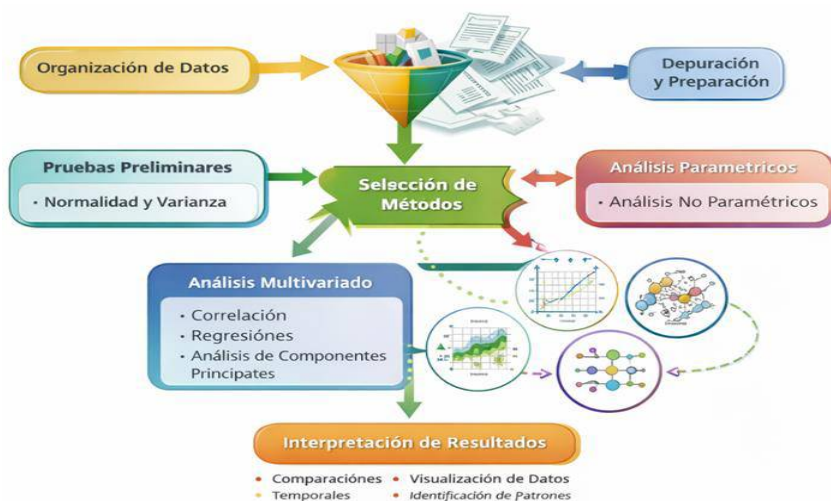 Organización de Datos
Depuración
y Preparación
Pruebas Preliminares
• Normalidad y Varianza
Selección de
Métodos
Análisis Parametricos
• Análisis No Paramétricos
Análisis Multivariado
• Correlación
• Regresiónes
• Análisis de Componentes
Principates
Interpretación de Resultados
• Comparaciónes
• Visualización de Datos
• Temporales
• Identificación de Patrones